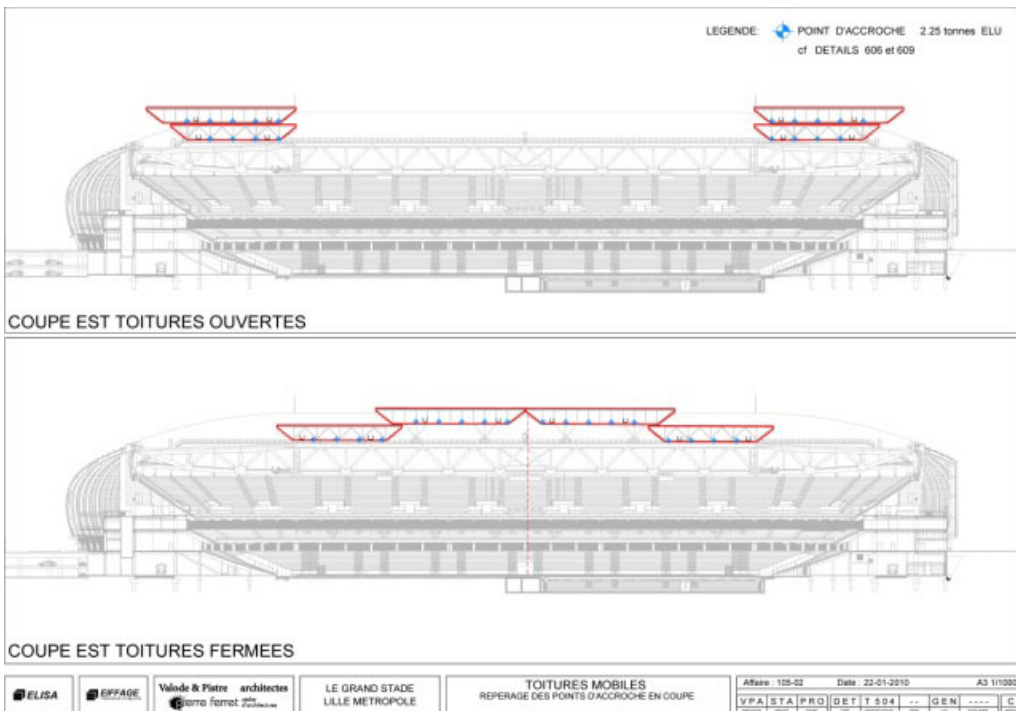 LEGENDE: POINT D'ACCROCHE 2.25 tonnes ELU
cf DETAILS 606 et 609
COUPE EST TOITURES OUVERTES
COUPE EST TOITURES FERMEES
ELISA
EIFFAGE
Valode & Pistre architectes
pierre ferret
LE GRAND STADE
LILLE METROPOLE
TOITURES MOBILES
REPERAGE DES POINTS D'ACCROCHE EN COUPE
Affaire : 105-02 Date : 22-01-2010 A3 1/1000
VPA STA PRO DET T 504 -- GEN ---- C